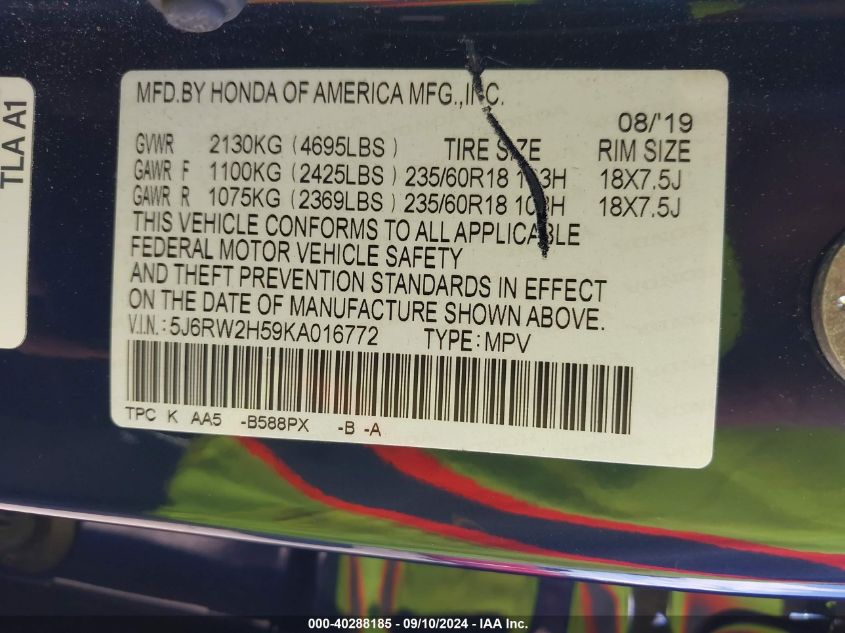 TLA A1
MFD.BY HONDA OF AMERICA MFG.,INC.
08/'19
GVWR 2130KG (4695LBS) TIRE SIZE RIM SIZE
GAWR F 1100KG (2425LBS) 235/60R18 103H 18X7.5J
GAWR R 1075KG (2369LBS) 235/60R18 103H 18X7.5J
THIS VEHICLE CONFORMS TO ALL APPLICABLE
FEDERAL MOTOR VEHICLE SAFETY
AND THEFT PREVENTION STANDARDS IN EFFECT
ON THE DATE OF MANUFACTURE SHOWN ABOVE.
V.I.N.: 5J6RW2H59KA016772 TYPE: MPV
TPC K AA5 -B588PX -B -A
000-40288185 - 09/10/2024 - IAA Inc.